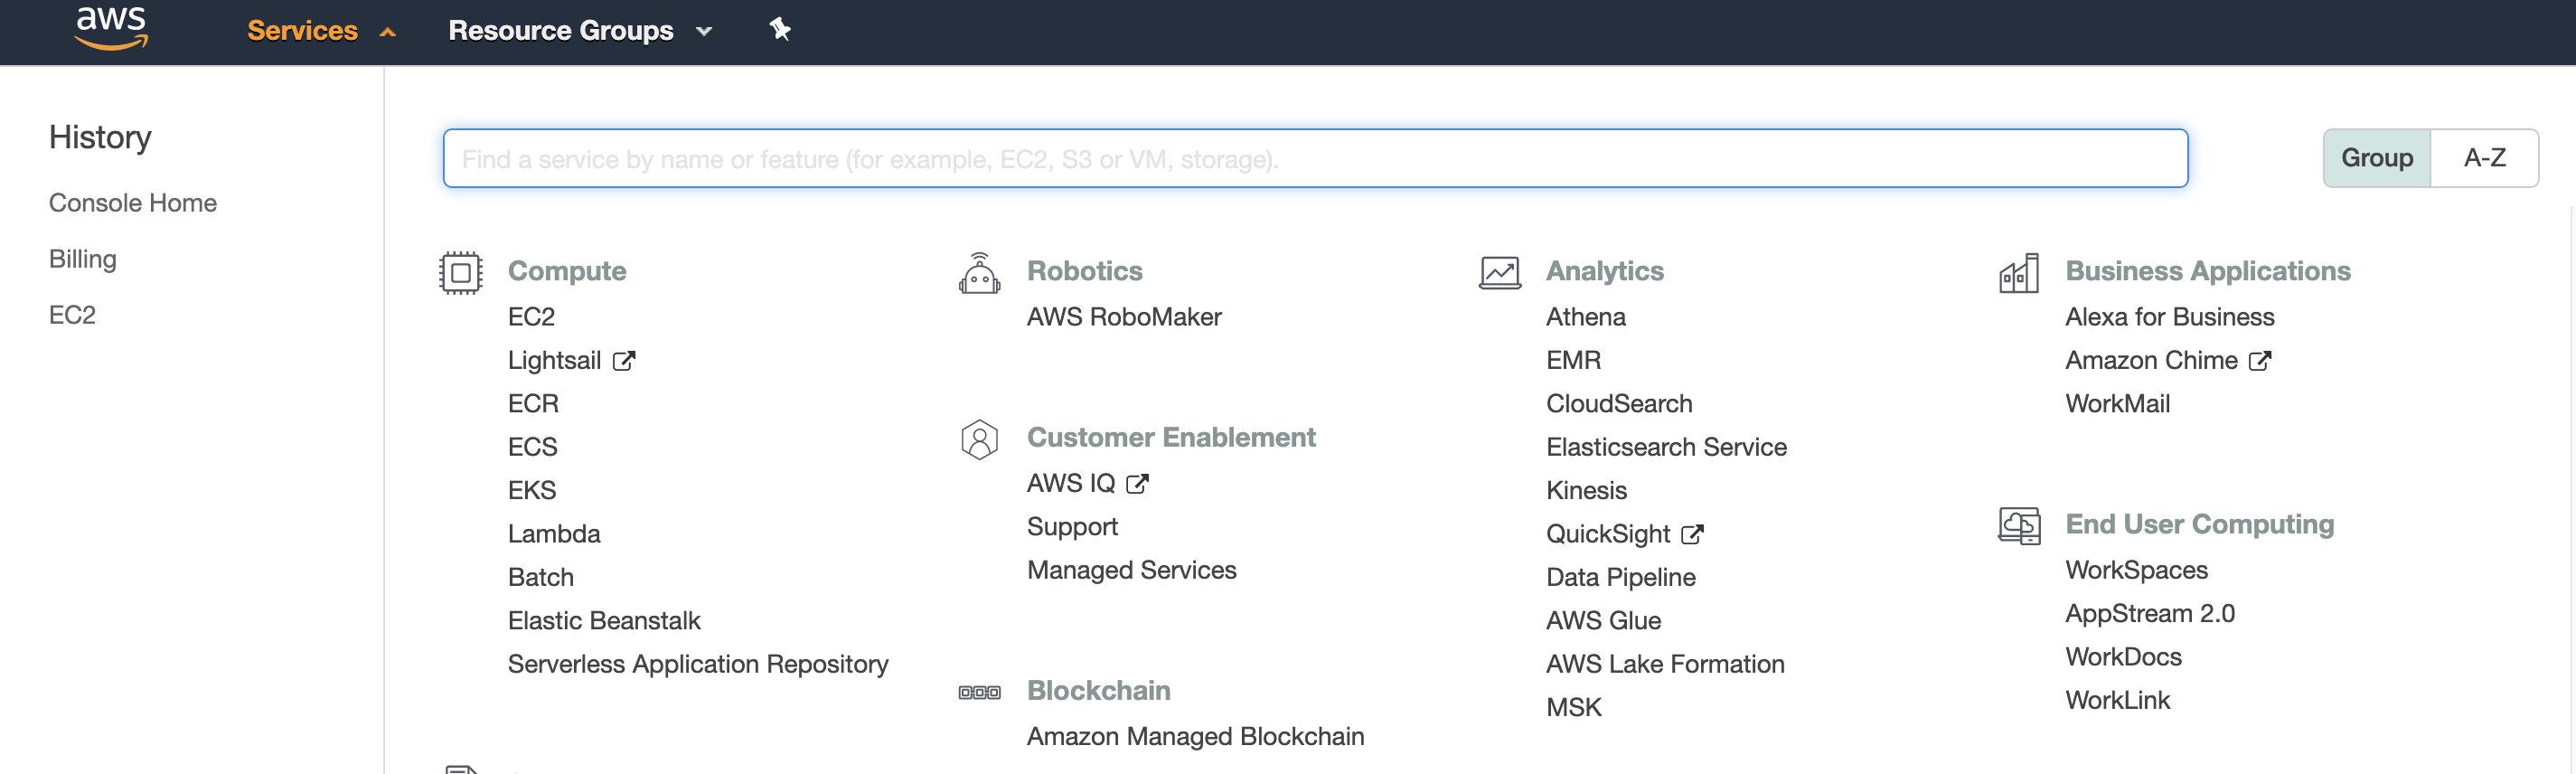 aws
Services
Resource Groups
History
Console Home
Billing
EC2
Find a service by name or feature (for example, EC2, S3 or VM, storage).
Group
A-Z
Compute
EC2
Lightsail
ECR
ECS
EKS
Lambda
Batch
Elastic Beanstalk
Serverless Application Repository
Robotics
AWS RoboMaker
Customer Enablement
AWS IQ
Support
Managed Services
Blockchain
Amazon Managed Blockchain
Analytics
Athena
EMR
CloudSearch
Elasticsearch Service
Kinesis
QuickSight
Data Pipeline
AWS Glue
AWS Lake Formation
MSK
Business Applications
Alexa for Business
Amazon Chime
WorkMail
End User Computing
WorkSpaces
AppStream 2.0
WorkDocs
WorkLink